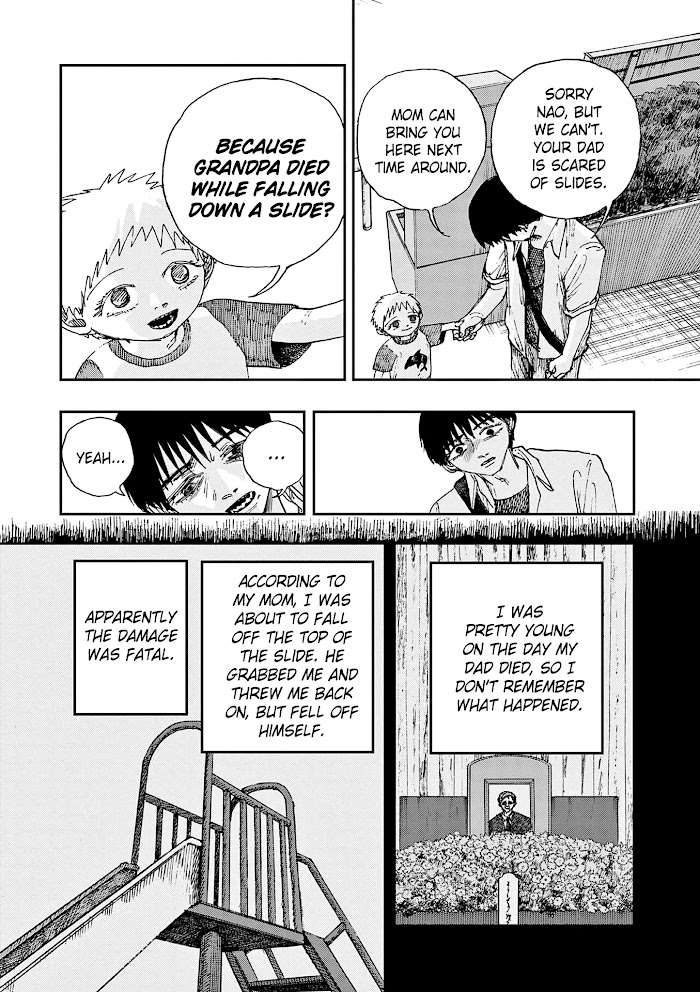 SORRY
NAO, BUT
WE CAN'T.
YOUR DAD
IS SCARED
OF SLIDES.
MOM CAN
BRING YOU
HERE NEXT
TIME AROUND.
BECAUSE
GRANDPA DIED
WHILE FALLING
DOWN A SLIDE?
...
YEAH...
I WAS
PRETTY YOUNG
ON THE DAY MY
DAD DIED, SO I
DON'T REMEMBER
WHAT HAPPENED.
ACCORDING TO
MY MOM, I WAS
ABOUT TO FALL
OFF THE TOP OF
THE SLIDE. HE
GRABBED ME AND
THREW ME BACK
ON, BUT FELL OFF
HIMSELF.
APPARENTLY
THE DAMAGE
WAS FATAL.